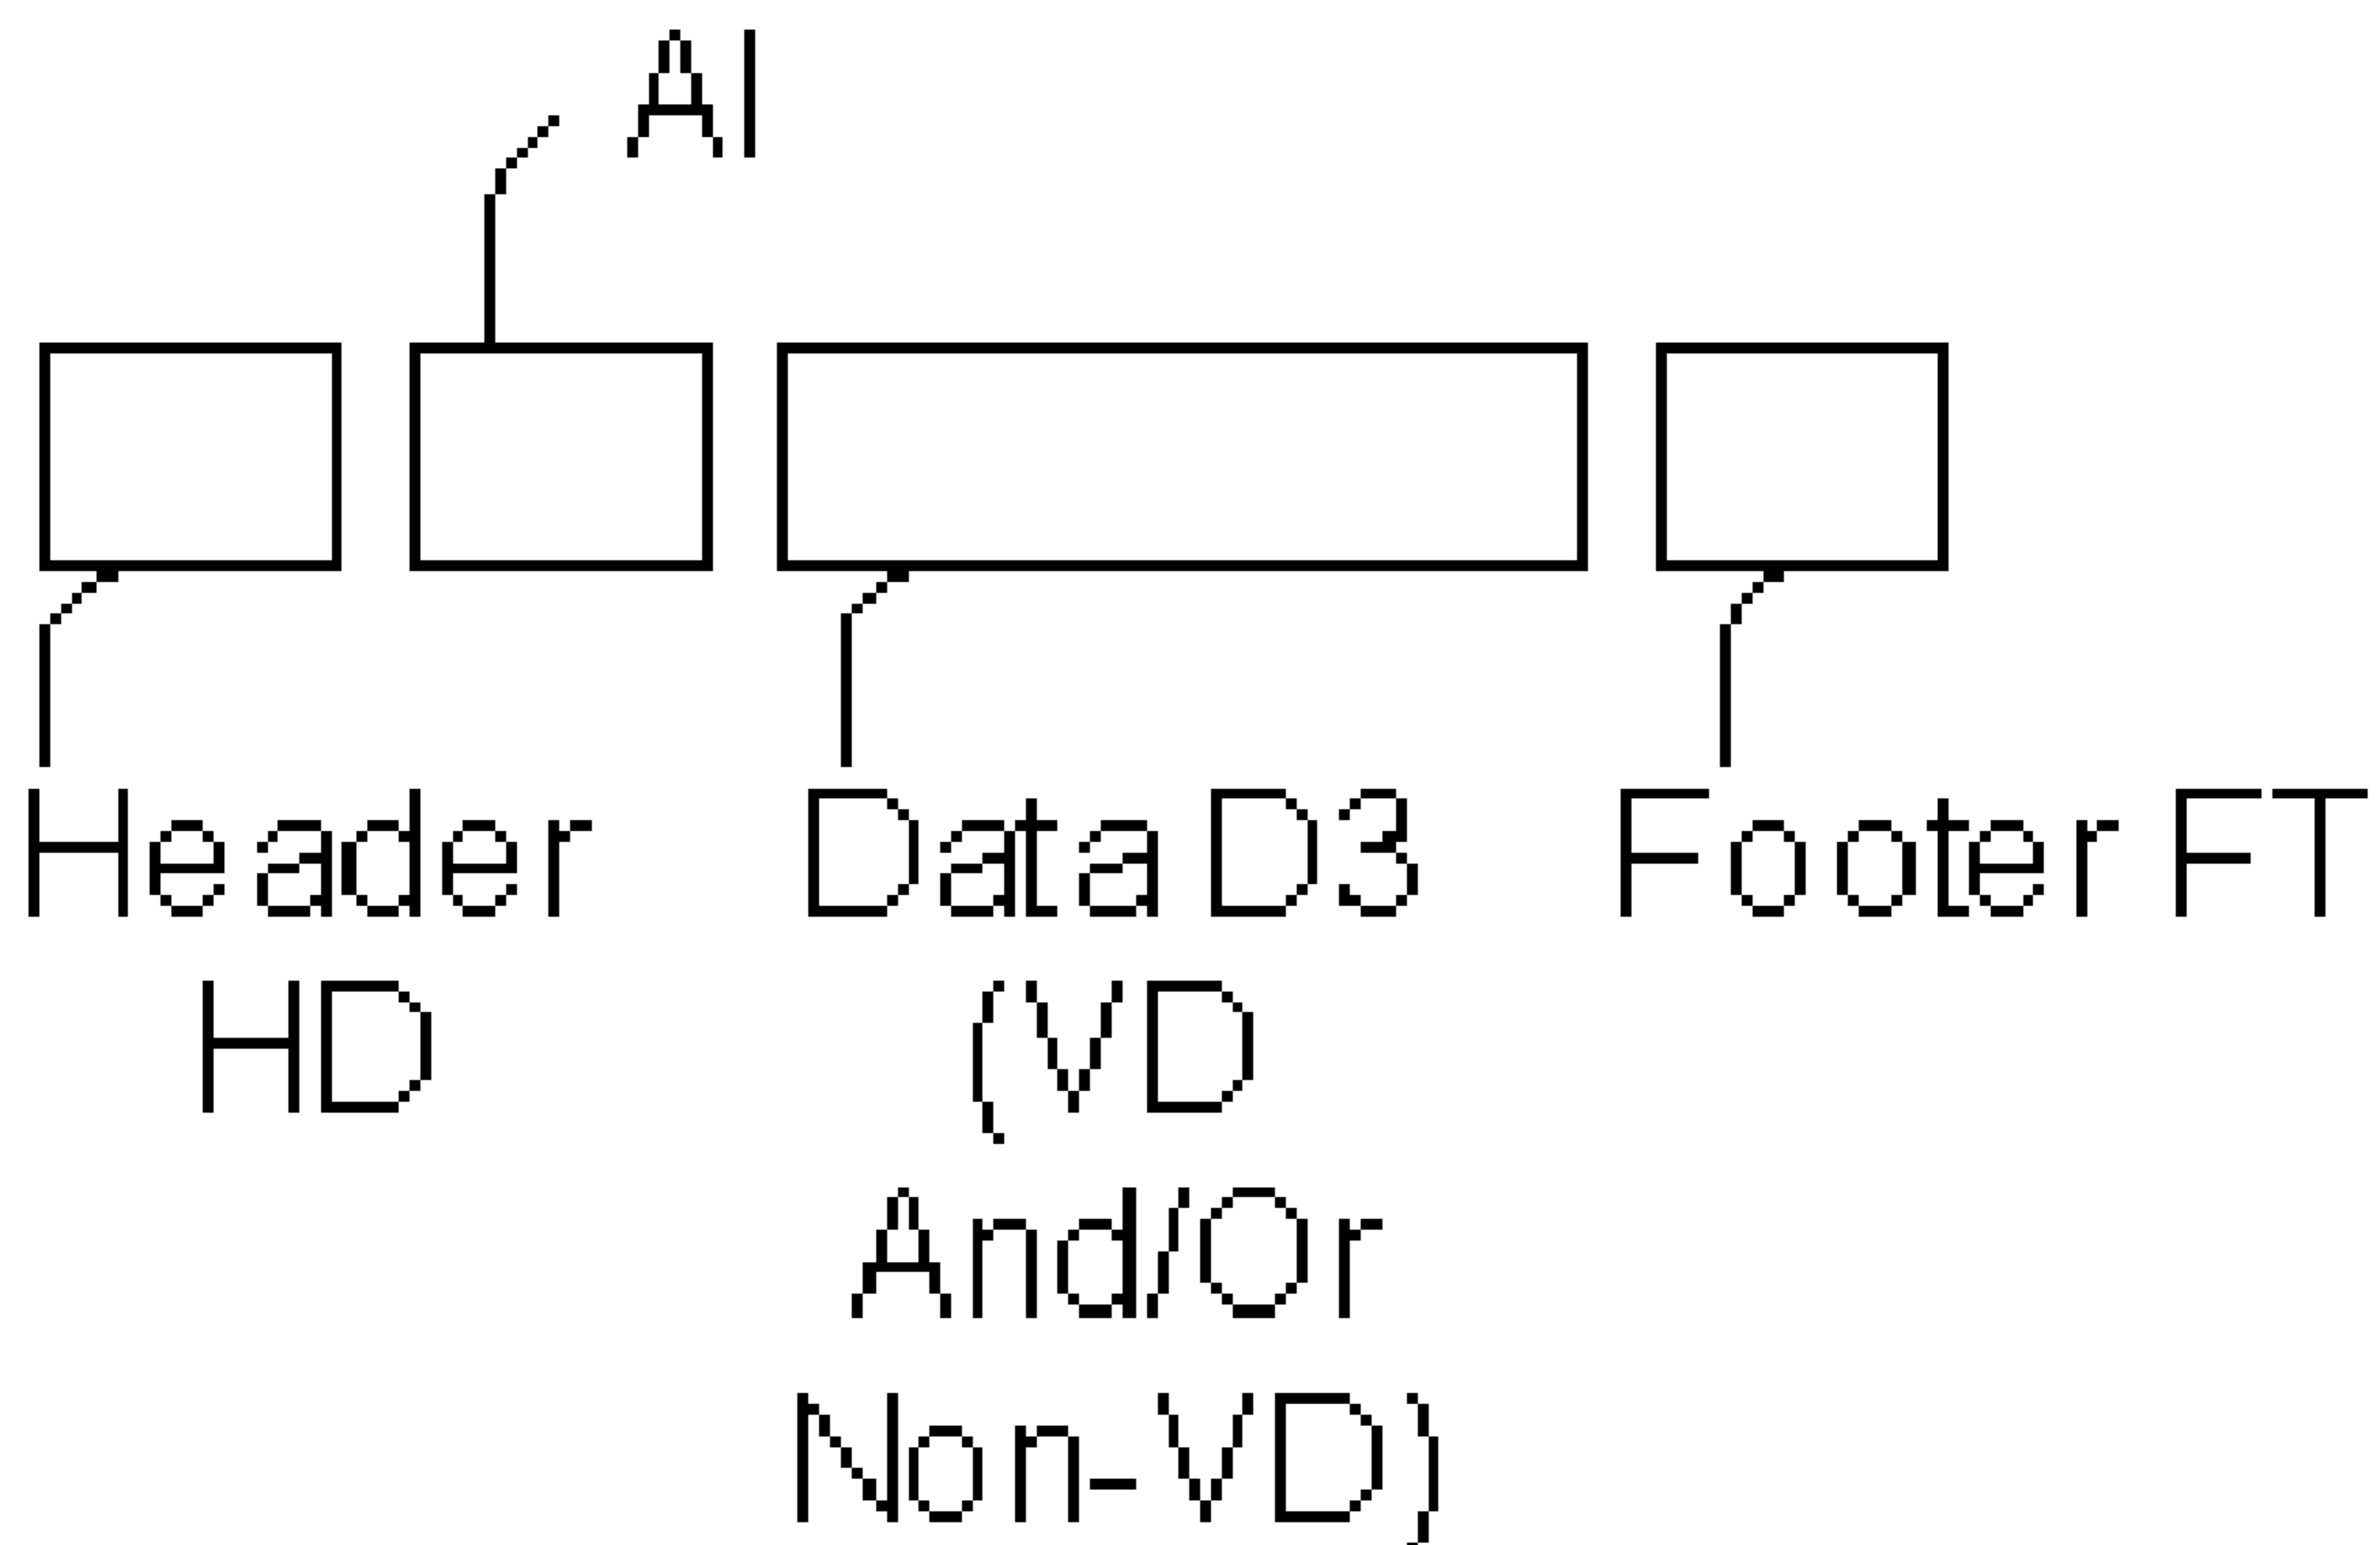 AI
Header
HD
Data D3
(VD
And/Or
Non-VD)
Footer FT